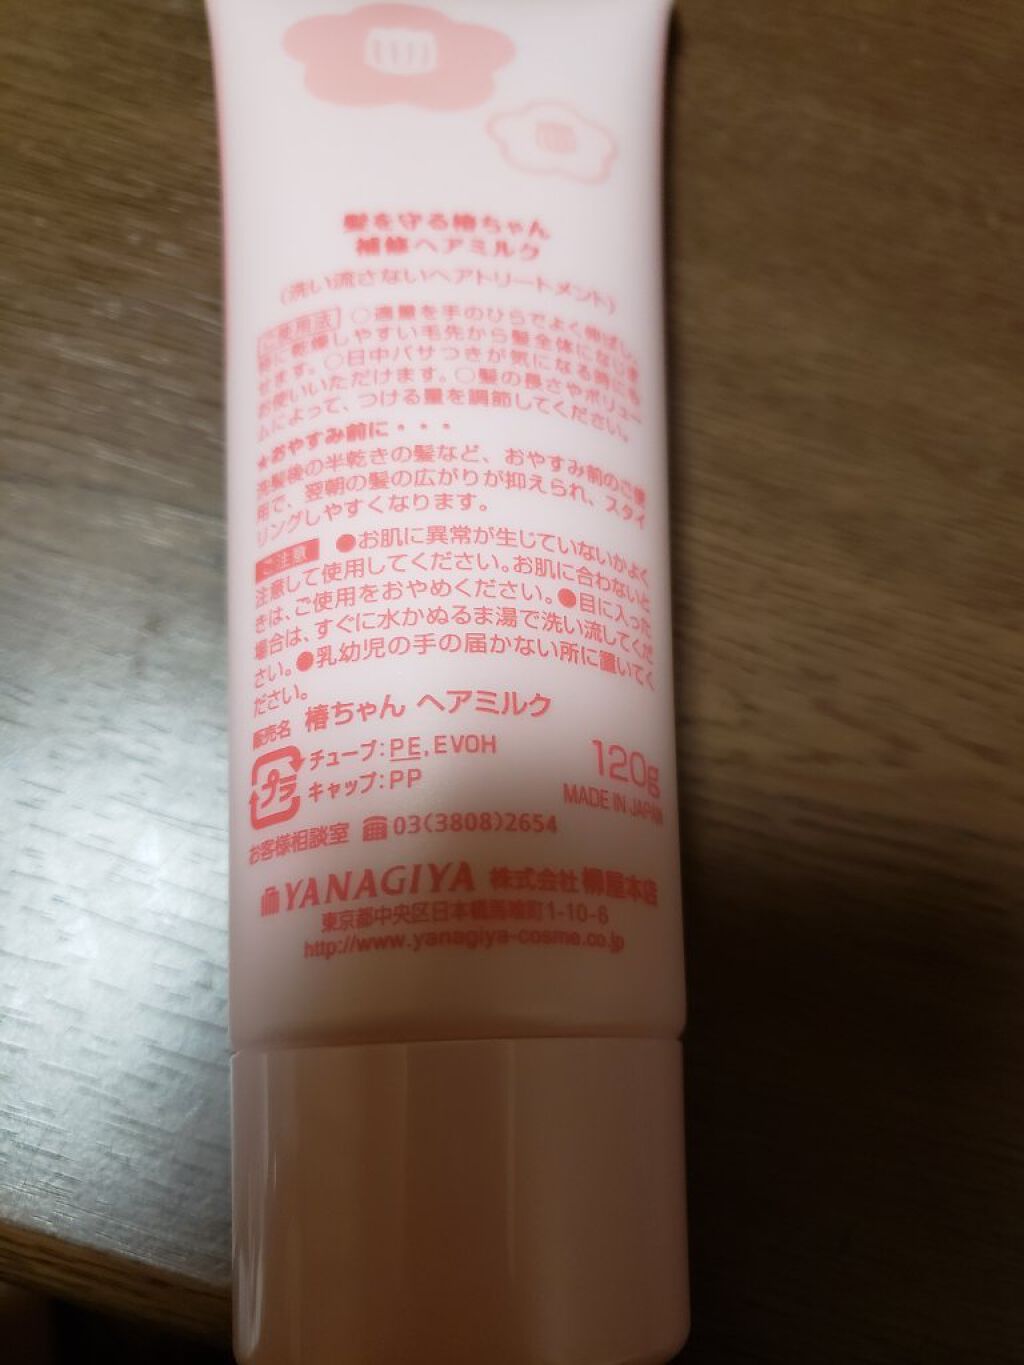 髪を守る椿ちゃん
補修ヘアミルク
(洗い流さないヘアトリートメント)
ご使用法 ○適量を手のひらでよく伸ばし、
特に乾燥しやすい毛先から髪全体になじま
せます。○日中パサつきが気になる時にも
お使いいただけます。○髪の長さやボリュー
ムによって、つける量を調節してください。
★おやすみ前に・・・
洗髪後の半乾きの髪など、おやすみ前のご使
用で、翌朝の髪の広がりが抑えられ、スタイ
リングしやすくなります。
ご注意 ●お肌に異常が生じていないかよく
注意して使用してください。お肌に合わないと
きは、ご使用をおやめください。●目に入った
場合は、すぐに水かぬるま湯で洗い流してくだ
さい。●乳幼児の手の届かない所に置いてく
ださい。
販売名 椿ちゃん ヘアミルク
プラ チューブ:PE,EVOH
キャップ:PP
120g
MADE IN JAPAN
お客様相談室 ☎03(3808)2654
YANAGIYA 株式会社 柳屋本店
東京都中央区日本橋馬喰町1-10-6
http://www.yanagiya-cosme.co.jp